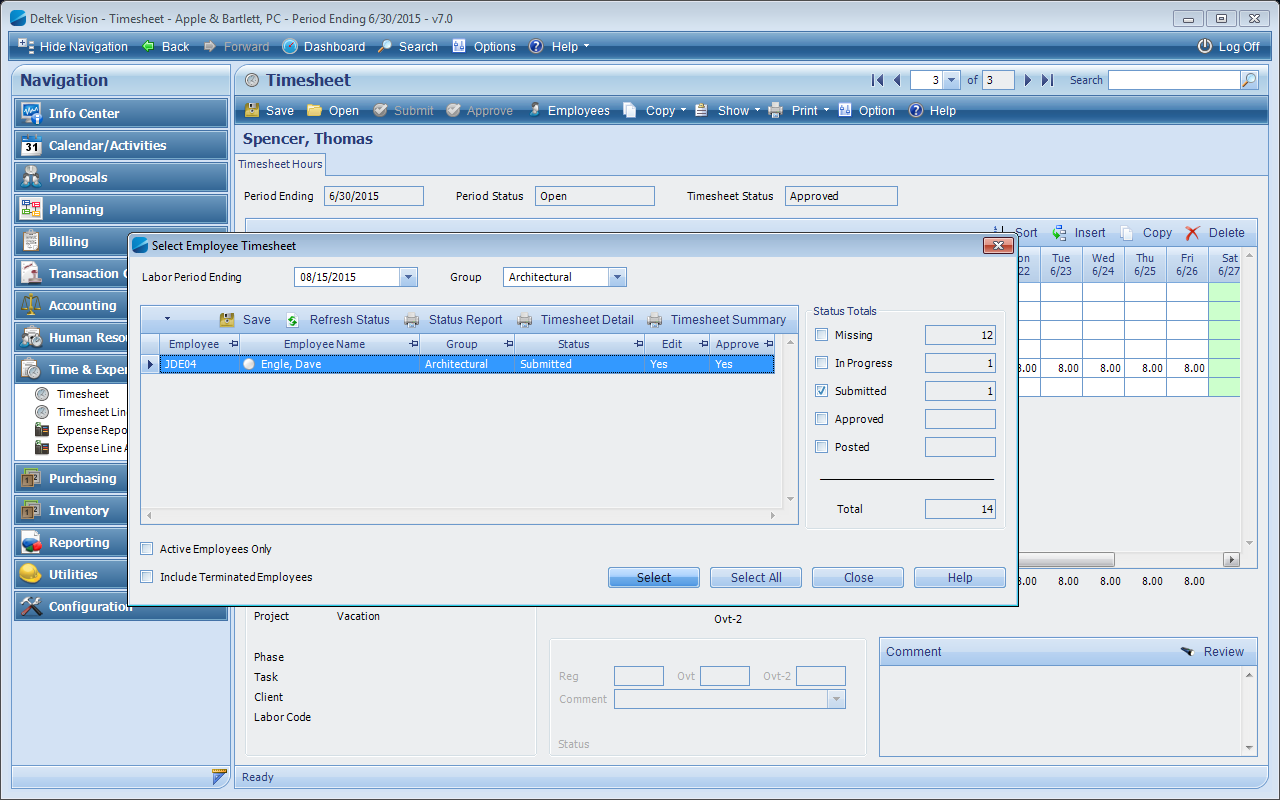 Deltek Vision - Timesheet - Apple & Bartlett, PC - Period Ending 6/30/2015 - v7.0
Hide Navigation Back Forward Dashboard Search Options Help Log Off
Navigation
Info Center
31 Calendar/Activities
Proposals
Planning
Billing
Transaction C
Accounting
Human Reso
Time & Expen
Timesheet
Timesheet Lin
Expense Repo
Expense Line A
Purchasing
Inventory
Reporting
Utilities
Configuration
Timesheet 3 of 3 Search
Save Open Submit Approve Employees Copy Show Print Option Help
Spencer, Thomas
Timesheet Hours
Period Ending 6/30/2015 Period Status Open Timesheet Status Approved
Sort Insert Copy Delete
on Tue Wed Thu Fri Sat
22 6/23 6/24 6/25 6/26 6/27
8.00 8.00 8.00 8.00 8.00
8.00 8.00 8.00 8.00 8.00
Select Employee Timesheet
Labor Period Ending 08/15/2015 Group Architectural
Save Refresh Status Status Report Timesheet Detail Timesheet Summary
Employee Employee Name Group Status Edit Approve
JDE04 Engle, Dave Architectural Submitted Yes Yes
Status Totals
Missing 12
In Progress 1
Submitted 1
Approved
Posted
Total 14
Active Employees Only
Include Terminated Employees
Select Select All Close Help
Project Vacation
Ovt-2
Phase
Task
Client
Labor Code
Reg Ovt Ovt-2
Comment
Status
Comment Review
Ready